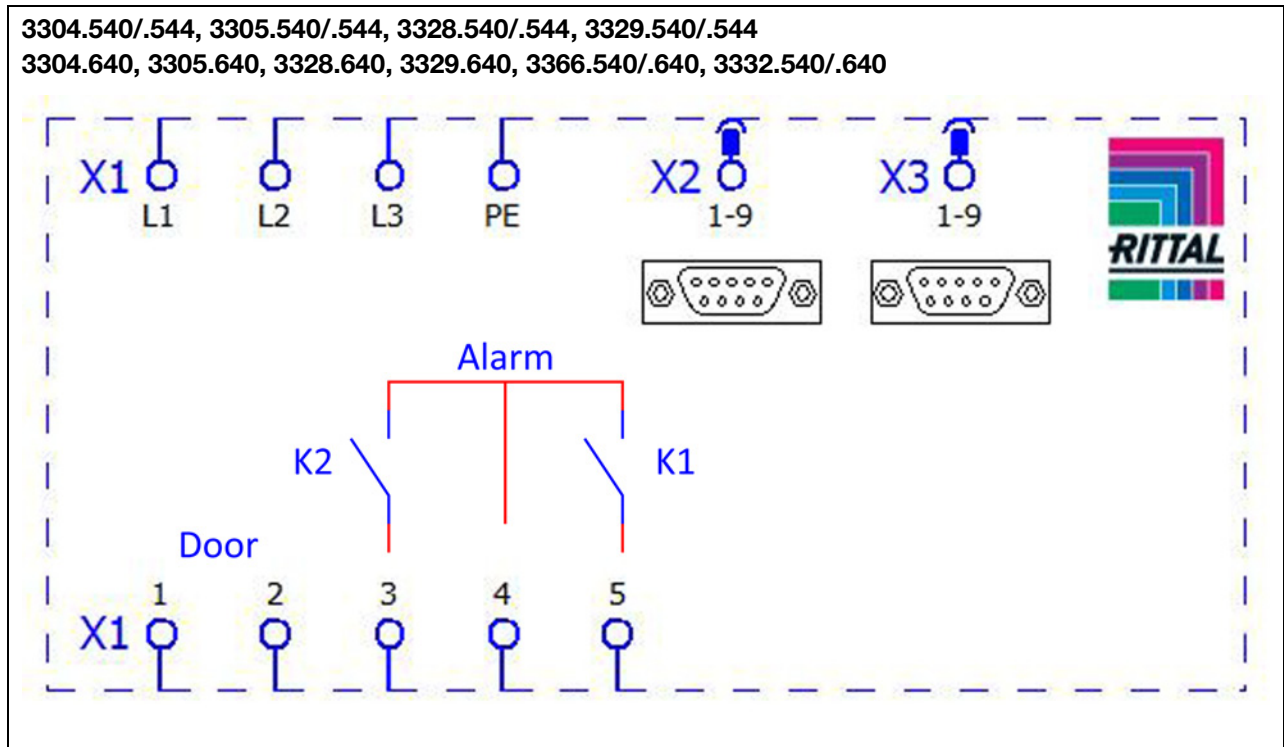 3304.540/.544, 3305.540/.544, 3328.540/.544, 3329.540/.544
3304.640, 3305.640, 3328.640, 3329.640, 3366.540/.640, 3332.540/.640
X1 X2 X3
L1 L2 L3 PE 1-9 1-9
RITTAL
Alarm
K2 K1
Door
1 2 3 4 5
X1